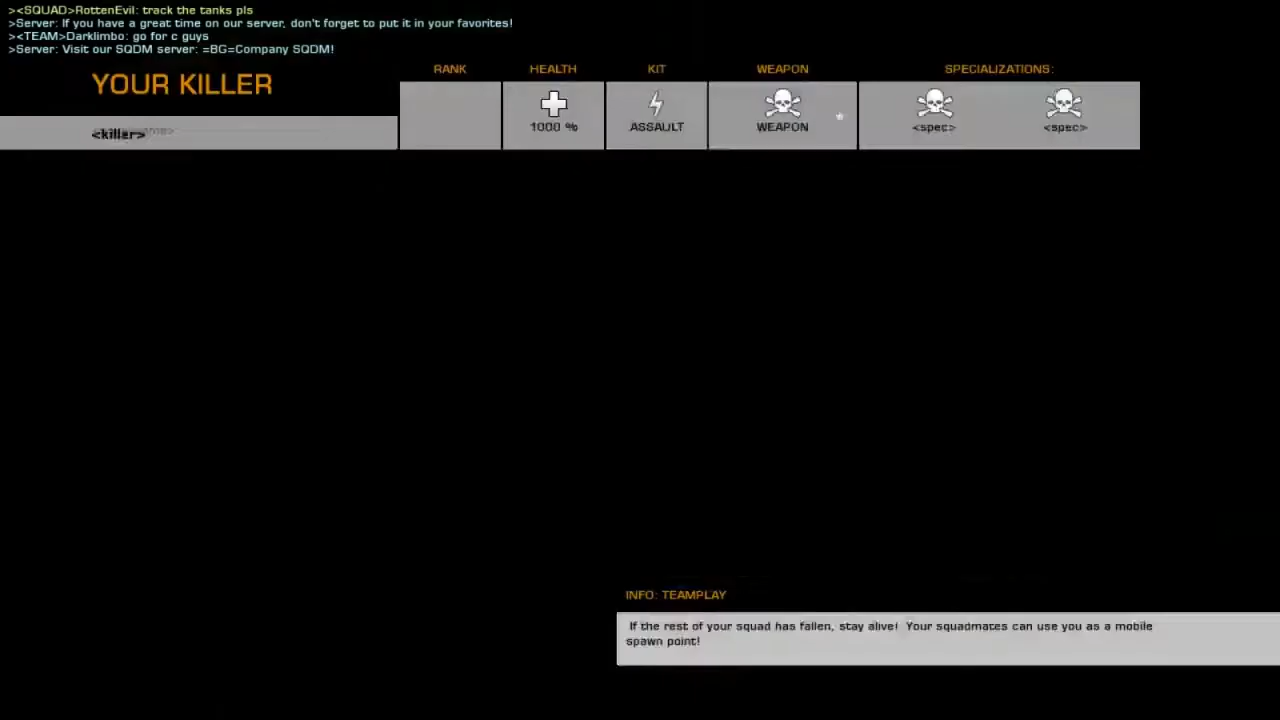 ><SQUAD>RottenEvil: track the tanks pls
>Server: If you have a great time on our server, don't forget to put it in your favorites!
><TEAM>Darklimbo: go for c guys
>Server: Visit our SQDM server: =BG=Company SQDM!
YOUR KILLER
<killer>
RANK
HEALTH
KIT
WEAPON
SPECIALIZATIONS:
1000 %
ASSAULT
WEAPON
<spec>
<spec>
INFO: TEAMPLAY
If the rest of your squad has fallen, stay alive! Your squadmates can use you as a mobile
spawn point!